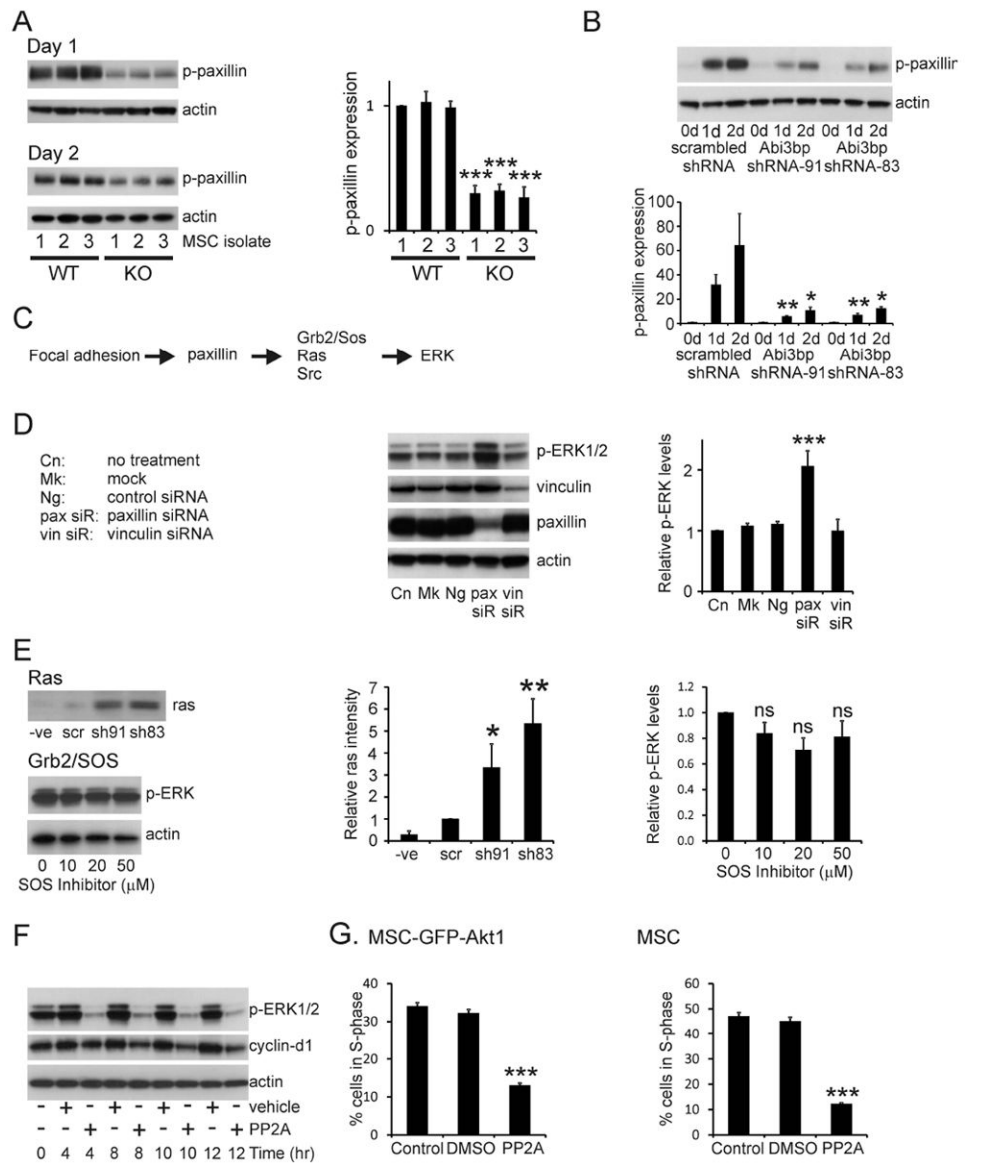 A
Day 1
p-paxillin
actin
Day 2
p-paxillin
actin
1 2 3 1 2 3 MSC isolate
WT KO
p-paxillin expression
1
0
*** *** ***
1 2 3 1 2 3
WT KO
B
p-paxillin
actin
0d 1d 2d 0d 1d 2d 0d 1d 2d
scrambled Abi3bp Abi3bp
shRNA shRNA-91 shRNA-83
p-paxillin expression
100
80
60
40
20
0
** * ** *
0d 1d 2d 0d 1d 2d 0d 1d 2d
scrambled Abi3bp Abi3bp
shRNA shRNA-91 shRNA-83
C
Grb2/Sos
Focal adhesion paxillin Ras ERK
Src
D
Cn: no treatment
Mk: mock
Ng: control siRNA
pax siR: paxillin siRNA
vin siR: vinculin siRNA
p-ERK1/2
vinculin
paxillin
actin
Cn Mk Ng pax vin
siR siR
Relative p-ERK levels
2
1
0
***
Cn Mk Ng pax vin
siR siR
E
Ras
ras
-ve scr sh91 sh83
Grb2/SOS
p-ERK
actin
0 10 20 50
SOS Inhibitor (μM)
Relative ras intensity
7
6
5
4
3
2
1
0
* **
-ve scr sh91 sh83
Relative p-ERK levels
1.2
1.0
0.8
0.6
0.4
0.2
0.0
ns ns ns
0 10 20 50
SOS Inhibitor (μM)
F
p-ERK1/2
cyclin-d1
actin
- + - + - + - + - vehicle
- - + - + - + - + PP2A
0 4 4 8 8 10 10 12 12 Time (hr)
G. MSC-GFP-Akt1
% cells in S-phase
40
30
20
10
0
***
Control DMSO PP2A
MSC
% cells in S-phase
60
50
40
30
20
10
0
***
Control DMSO PP2A